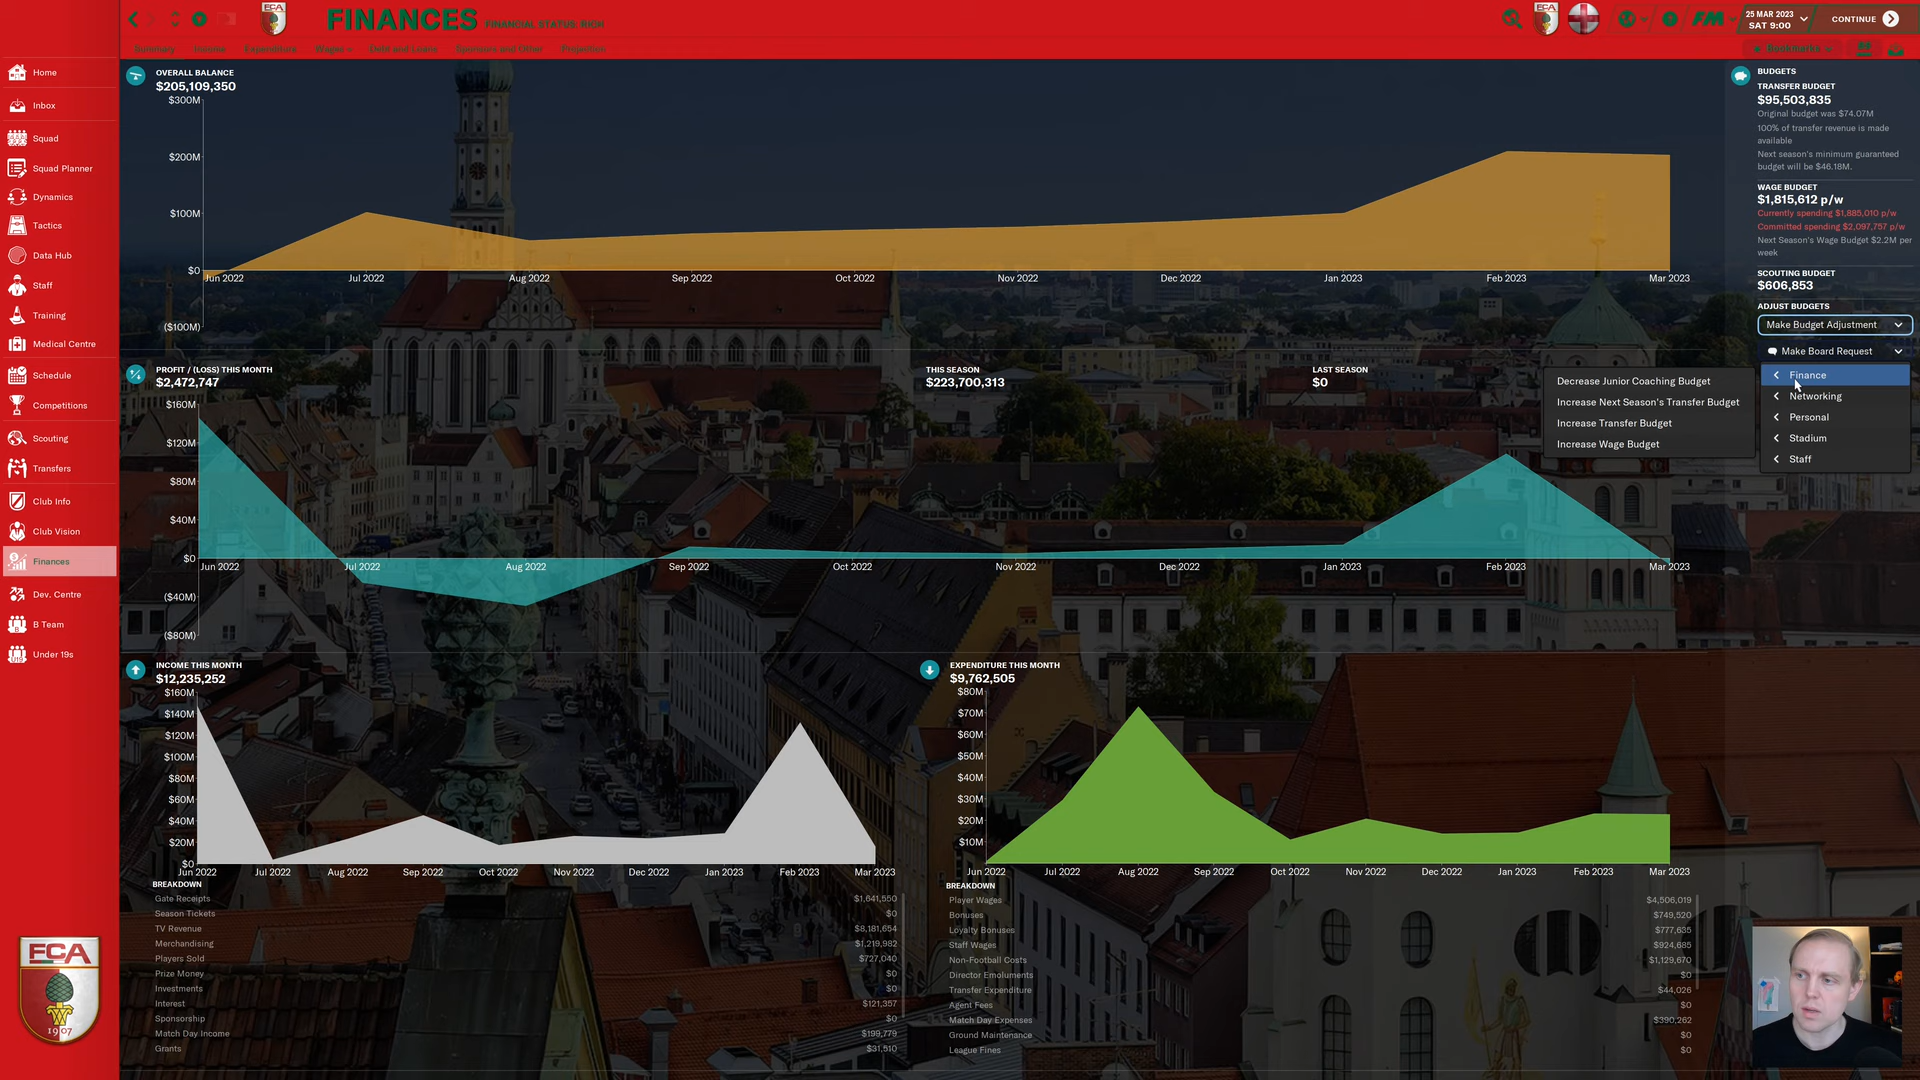 FINANCES
FINANCIAL STATUS: RICH
FM
25 MAR 2023
SAT 9:00
CONTINUE
Summary
Income
Expenditure
Wages
Debt and Loans
Sponsors and Other
Projection
Bookmarks
Home
Inbox
Squad
Squad Planner
Dynamics
Tactics
Data Hub
Staff
Training
Medical Centre
Schedule
Competitions
Scouting
Transfers
Club Info
Club Vision
Finances
Dev. Centre
B Team
Under 19s
FCA
1907
OVERALL BALANCE
$205,109,350
$300M
$200M
$100M
$0
($100M)
Jun 2022
Jul 2022
Aug 2022
Sep 2022
Oct 2022
Nov 2022
Dec 2022
Jan 2023
Feb 2023
Mar 2023
PROFIT / (LOSS) THIS MONTH
$2,472,747
THIS SEASON
$223,700,313
LAST SEASON
$0
$160M
$120M
$80M
$40M
$0
($40M)
($80M)
Jun 2022
Jul 2022
Aug 2022
Sep 2022
Oct 2022
Nov 2022
Dec 2022
Jan 2023
Feb 2023
Mar 2023
INCOME THIS MONTH
$12,235,252
$160M
$140M
$120M
$100M
$80M
$60M
$40M
$20M
$0
Jun 2022
Jul 2022
Aug 2022
Sep 2022
Oct 2022
Nov 2022
Dec 2022
Jan 2023
Feb 2023
Mar 2023
BREAKDOWN
Gate Receipts $1,641,550
Season Tickets $0
TV Revenue $8,181,654
Merchandising $1,219,982
Players Sold $727,040
Prize Money $0
Investments $0
Interest $121,357
Sponsorship $0
Match Day Income $199,779
Grants $31,510
EXPENDITURE THIS MONTH
$9,762,505
$80M
$70M
$60M
$50M
$40M
$30M
$20M
$10M
Jun 2022
Jul 2022
Aug 2022
Sep 2022
Oct 2022
Nov 2022
Dec 2022
Jan 2023
Feb 2023
Mar 2023
BREAKDOWN
Player Wages $4,506,019
Bonuses $749,520
Loyalty Bonuses $777,635
Staff Wages $924,685
Non-Football Costs $1,129,670
Director Emoluments $0
Transfer Expenditure $44,026
Agent Fees $0
Match Day Expenses $390,262
Ground Maintenance $0
League Fines $0
BUDGETS
TRANSFER BUDGET
$95,503,835
Original budget was $74.07M
100% of transfer revenue is made
available
Next season's minimum guaranteed
budget will be $46.18M.
WAGE BUDGET
$1,815,612 p/w
Currently spending $1,885,010 p/w
Committed spending $2,097,757 p/w
Next Season's Wage Budget $2.2M per
week
SCOUTING BUDGET
$606,853
ADJUST BUDGETS
Make Budget Adjustment
Make Board Request
Finance
Networking
Personal
Stadium
Staff
Decrease Junior Coaching Budget
Increase Next Season's Transfer Budget
Increase Transfer Budget
Increase Wage Budget